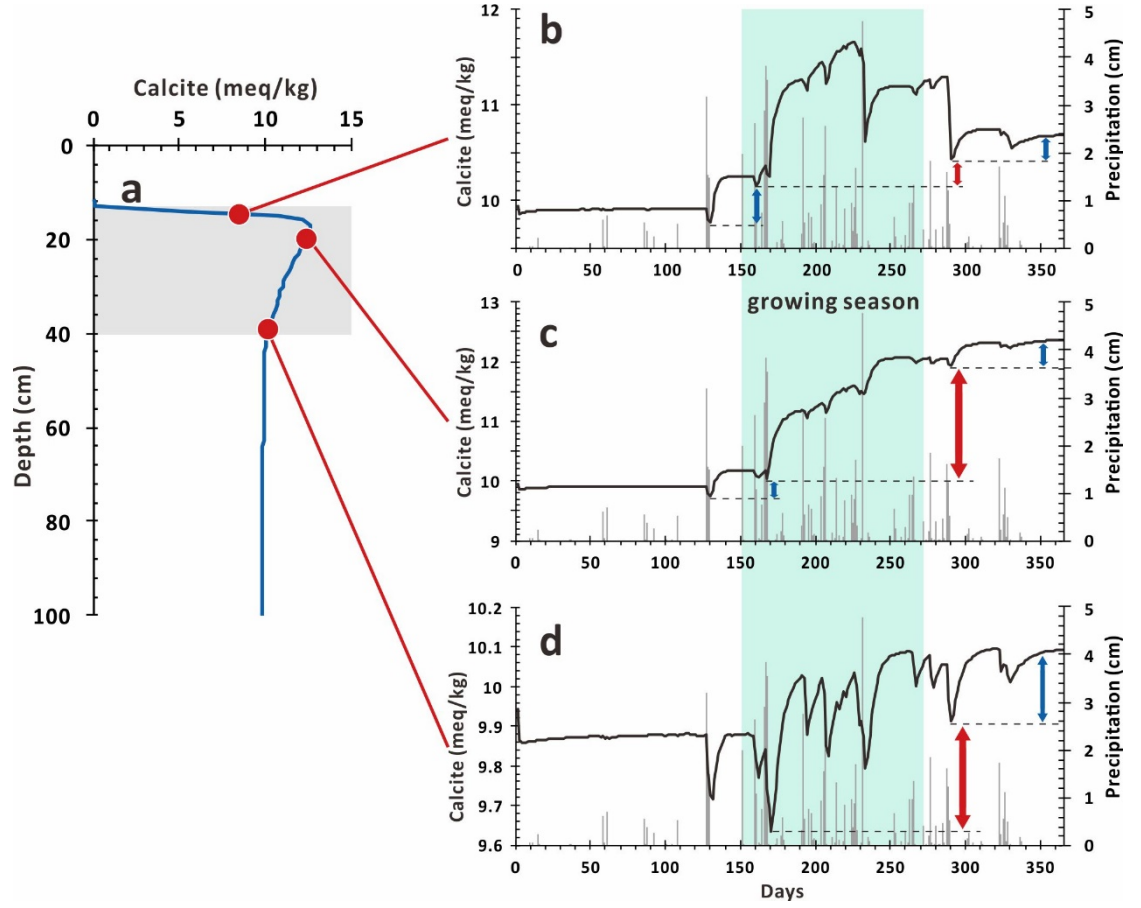 Calcite (meq/kg)
0 5 10 15
a
0
20
40
60
80
100
Depth (cm)
b
12
11
10
Calcite (meq/kg)
5
4
3
2
1
0
Precipitation (cm)
0 50 100 150 200 250 300 350
growing season
c
13
12
11
10
9
Calcite (meq/kg)
5
4
3
2
1
0
Precipitation (cm)
0 50 100 150 200 250 300 350
d
10.2
10.1
10
9.9
9.8
9.7
9.6
Calcite (meq/kg)
5
4
3
2
1
0
Precipitation (cm)
0 50 100 150 200 250 300 350
Days